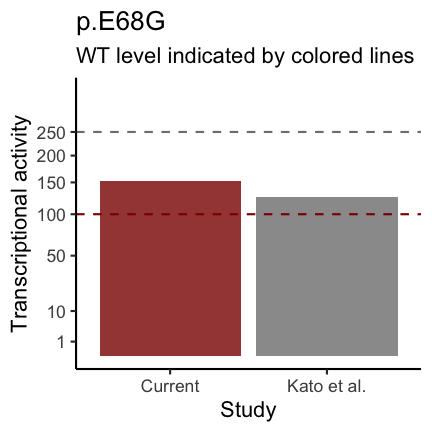 p.E68G
WT level indicated by colored lines
Transcriptional activity
250
200
150
100
50
10
1
Current
Kato et al.
Study